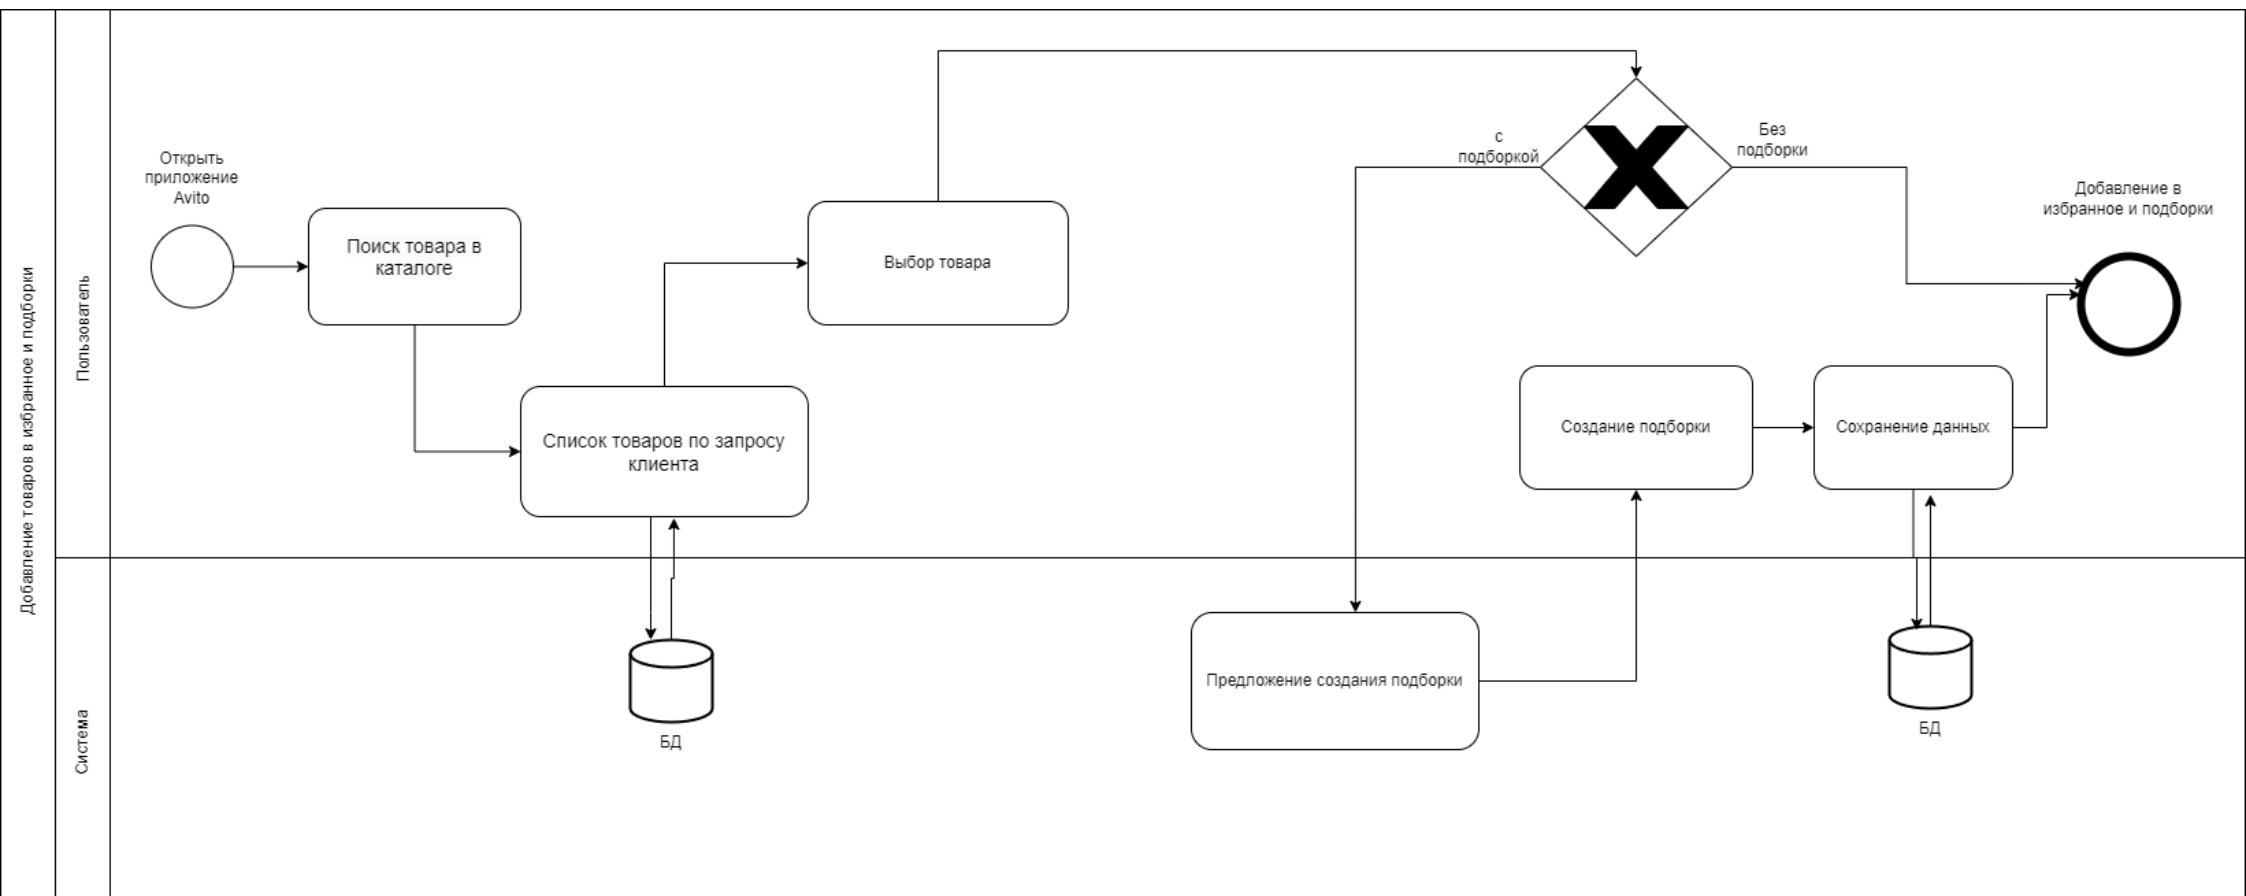 Добавление товаров в избранное и подборки
Пользователь
Открыть
приложение
Avito
Поиск товара в
каталоге
Список товаров по запросу
клиента
Выбор товара
с
подборкой
Без
подборки
Добавление в
избранное и подборки
Создание подборки
Сохранение данных
Система
БД
Предложение создания подборки
БД